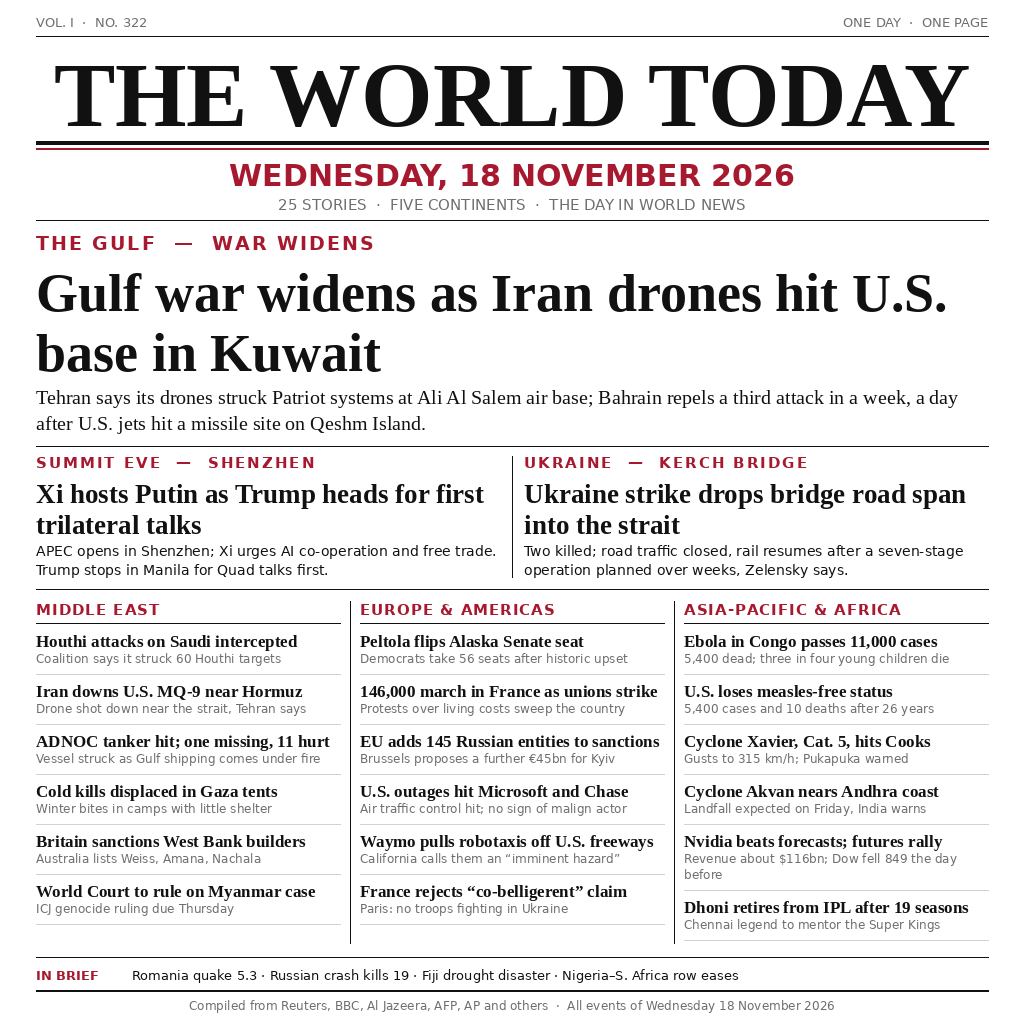 VOL. I · NO. 322
ONE DAY · ONE PAGE
THE WORLD TODAY
WEDNESDAY, 18 NOVEMBER 2026
25 STORIES · FIVE CONTINENTS · THE DAY IN WORLD NEWS
THE GULF — WAR WIDENS
Gulf war widens as Iran drones hit U.S.
base in Kuwait
Tehran says its drones struck Patriot systems at Ali Al Salem air base; Bahrain repels a third attack in a week, a day
after U.S. jets hit a missile site on Qeshm Island.
SUMMIT EVE — SHENZHEN
Xi hosts Putin as Trump heads for first
trilateral talks
APEC opens in Shenzhen; Xi urges AI co-operation and free trade.
Trump stops in Manila for Quad talks first.
UKRAINE — KERCH BRIDGE
Ukraine strike drops bridge road span
into the strait
Two killed; road traffic closed, rail resumes after a seven-stage
operation planned over weeks, Zelensky says.
MIDDLE EAST
Houthi attacks on Saudi intercepted
Coalition says it struck 60 Houthi targets
Iran downs U.S. MQ-9 near Hormuz
Drone shot down near the strait, Tehran says
ADNOC tanker hit; one missing, 11 hurt
Vessel struck as Gulf shipping comes under fire
Cold kills displaced in Gaza tents
Winter bites in camps with little shelter
Britain sanctions West Bank builders
Australia lists Weiss, Amana, Nachala
World Court to rule on Myanmar case
ICJ genocide ruling due Thursday
EUROPE & AMERICAS
Peltola flips Alaska Senate seat
Democrats take 56 seats after historic upset
146,000 march in France as unions strike
Protests over living costs sweep the country
EU adds 145 Russian entities to sanctions
Brussels proposes a further €45bn for Kyiv
U.S. outages hit Microsoft and Chase
Air traffic control hit; no sign of malign actor
Waymo pulls robotaxis off U.S. freeways
California calls them an “imminent hazard”
France rejects “co-belligerent” claim
Paris: no troops fighting in Ukraine
ASIA-PACIFIC & AFRICA
Ebola in Congo passes 11,000 cases
5,400 dead; three in four young children die
U.S. loses measles-free status
5,400 cases and 10 deaths after 26 years
Cyclone Xavier, Cat. 5, hits Cooks
Gusts to 315 km/h; Pukapuka warned
Cyclone Akvan nears Andhra coast
Landfall expected on Friday, India warns
Nvidia beats forecasts; futures rally
Revenue about $116bn; Dow fell 849 the day
before
Dhoni retires from IPL after 19 seasons
Chennai legend to mentor the Super Kings
IN BRIEF Romania quake 5.3 · Russian crash kills 19 · Fiji drought disaster · Nigeria–S. Africa row eases
Compiled from Reuters, BBC, Al Jazeera, AFP, AP and others · All events of Wednesday 18 November 2026